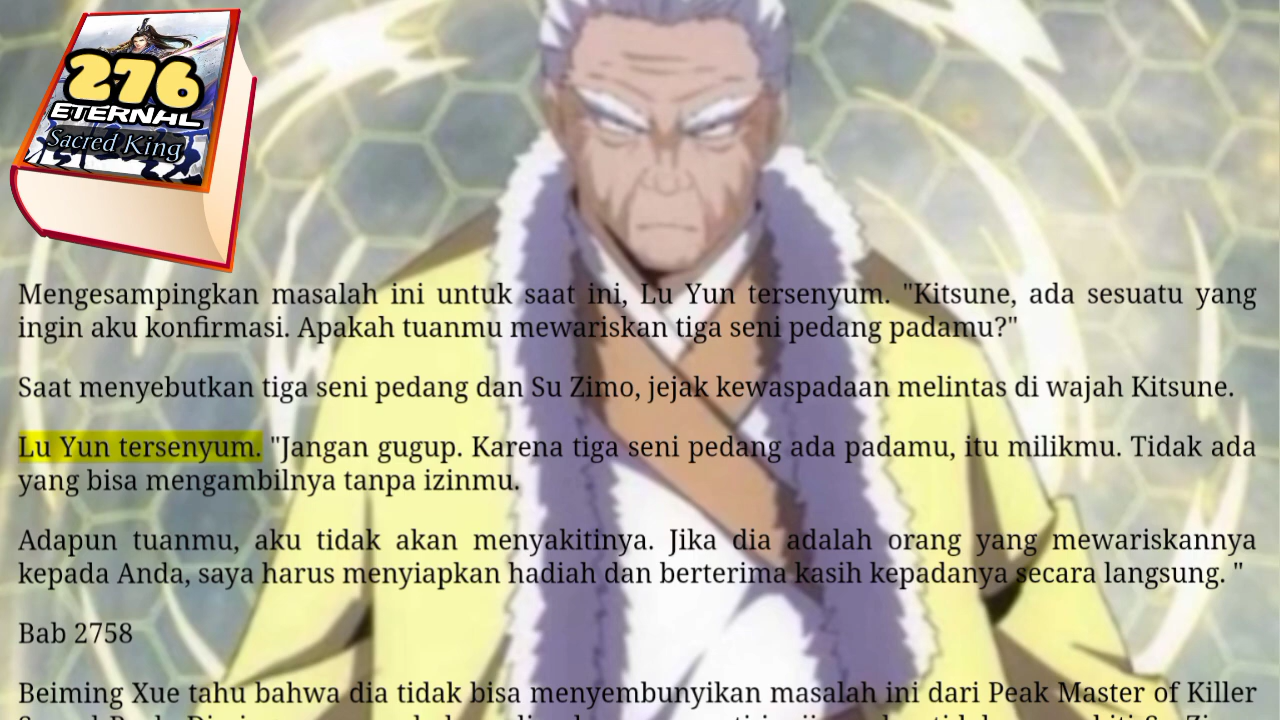 276
ETERNAL
Sacred King
Mengesampingkan masalah ini untuk saat ini, Lu Yun tersenyum. "Kitsune, ada sesuatu yang
ingin aku konfirmasi. Apakah tuanmu mewariskan tiga seni pedang padamu?"
Saat menyebutkan tiga seni pedang dan Su Zimo, jejak kewaspadaan melintas di wajah Kitsune.
Lu Yun tersenyum. "Jangan gugup. Karena tiga seni pedang ada padamu, itu milikmu. Tidak ada
yang bisa mengambilnya tanpa izinmu.
Adapun tuanmu, aku tidak akan menyakitinya. Jika dia adalah orang yang mewariskannya
kepada Anda, saya harus menyiapkan hadiah dan berterima kasih kepadanya secara langsung. "
Bab 2758
Beiming Xue tahu bahwa dia tidak bisa menyembunyikan masalah ini dari Peak Master of Killer